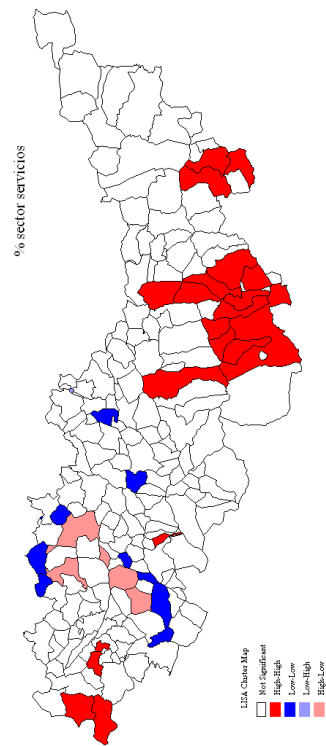 % sector servicios
LISA Cluster Map
Not Significant
High-High
Low-Low
Low-High
High-Low